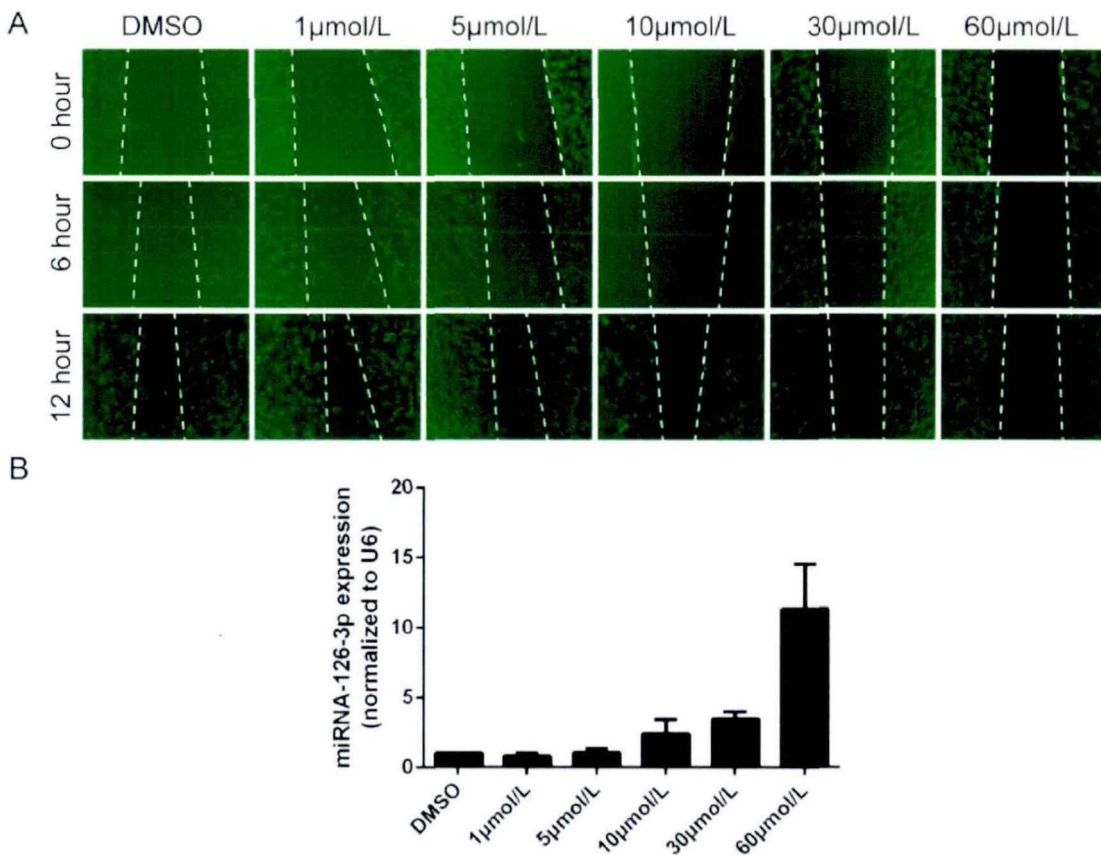 A
DMSO 1μmol/L 5μmol/L 10μmol/L 30μmol/L 60μmol/L
0 hour
6 hour
12 hour
B
miRNA-126-3p expression
(normalized to U6)
20
15
10
5
0
DMSO
1μmol/L
5μmol/L
10μmol/L
30μmol/L
60μmol/L